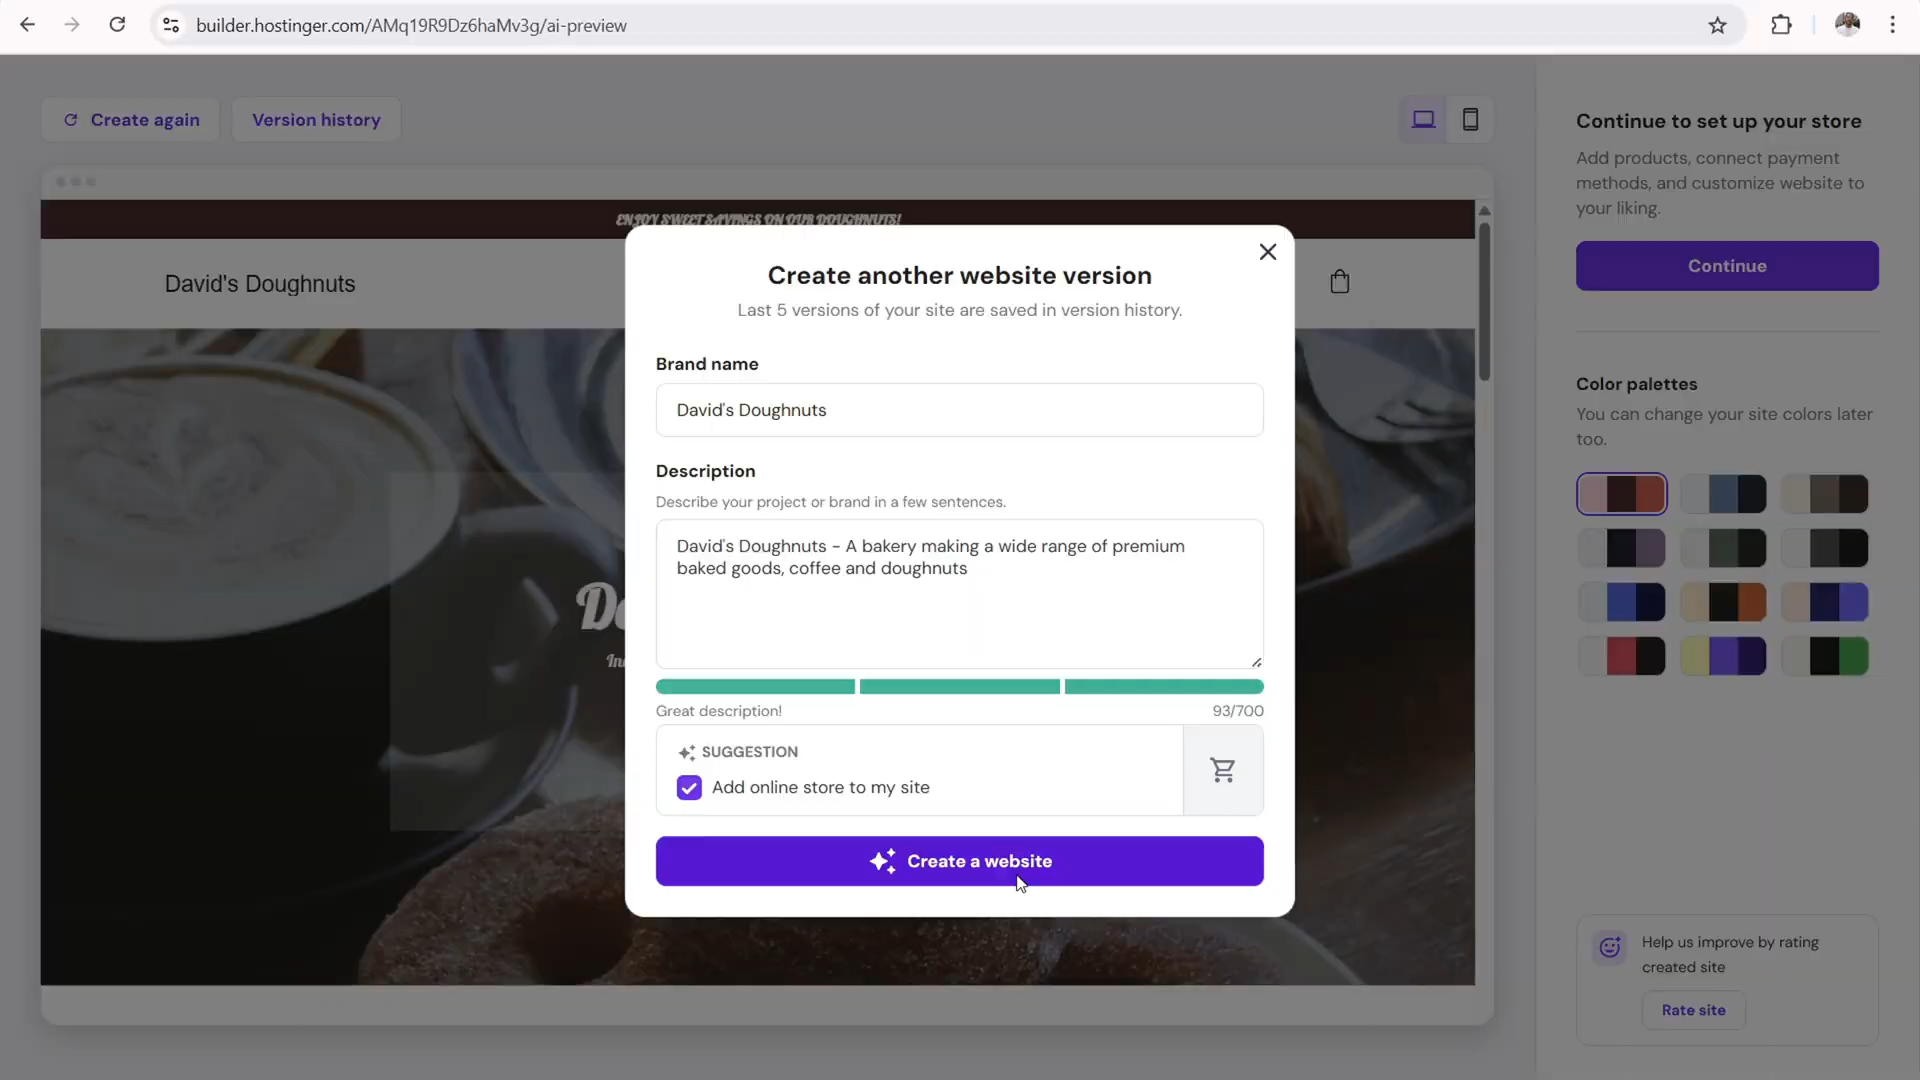 builder.hostinger.com/AMq19R9Dz6haMv3g/ai-preview
Create again
Version history
Continue to set up your store
Add products, connect payment
methods, and customize website to
your liking.
Continue
ENJOY SWEET SAVINGS ON OUR DOUGHNUTS!
David's Doughnuts
Create another website version
Last 5 versions of your site are saved in version history.
Brand name
David's Doughnuts
Description
Describe your project or brand in a few sentences.
David's Doughnuts - A bakery making a wide range of premium
baked goods, coffee and doughnuts
Great description!
93/700
SUGGESTION
Add online store to my site
Create a website
Color palettes
You can change your site colors later
too.
Help us improve by rating
created site
Rate site